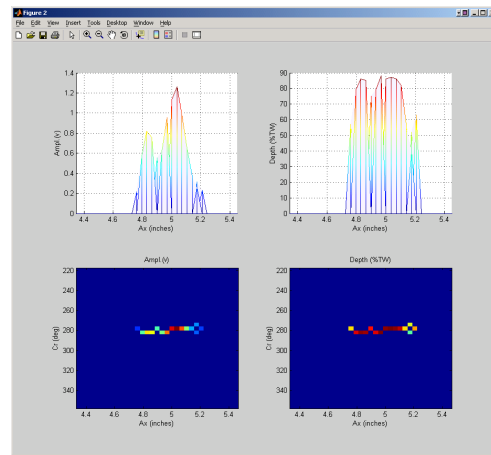 Figure 2
File Edit View Insert Tools Desktop Window Help
1.4
1.2
1
0.8
0.6
0.4
0.2
0
Ampl (v)
4.4 4.6 4.8 5 5.2 5.4
Ax (inches)
90
80
70
60
50
40
30
20
10
0
Depth (%TW)
4.4 4.6 4.8 5 5.2 5.4
Ax (inches)
Ampl (v)
220
260
280
300
320
340
Cir (deg)
4.4 4.6 4.8 5 5.2 5.4
Ax (inches)
Depth (%TW)
220
260
280
300
320
340
Cir (deg)
4.4 4.6 4.8 5 5.2 5.4
Ax (inches)